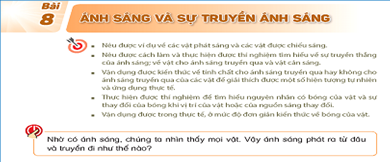 Bài
8
ÁNH SÁNG VÀ SỰ TRUYỀN ÁNH SÁNG
• Nêu được ví dụ về các vật phát sáng và các vật được chiếu sáng.
• Nêu được cách làm và thực hiện được thí nghiệm tìm hiểu về sự truyền thẳng
của ánh sáng; về vật cho ánh sáng truyền qua và vật cản sáng.
• Vận dụng được kiến thức về tính chất cho ánh sáng truyền qua hay không cho
ánh sáng truyền qua của các vật để giải thích được một số hiện tượng tự nhiên
và ứng dụng thực tế.
• Thực hiện được thí nghiệm để tìm hiểu nguyên nhân có bóng của vật và sự
thay đổi của bóng khi vị trí của vật hoặc của nguồn sáng thay đổi.
• Vận dụng được trong thực tế, ở mức độ đơn giản kiến thức về bóng của vật.
Nhờ có ánh sáng, chúng ta nhìn thấy mọi vật. Vậy ánh sáng phát ra từ đâu
và truyền đi như thế nào?